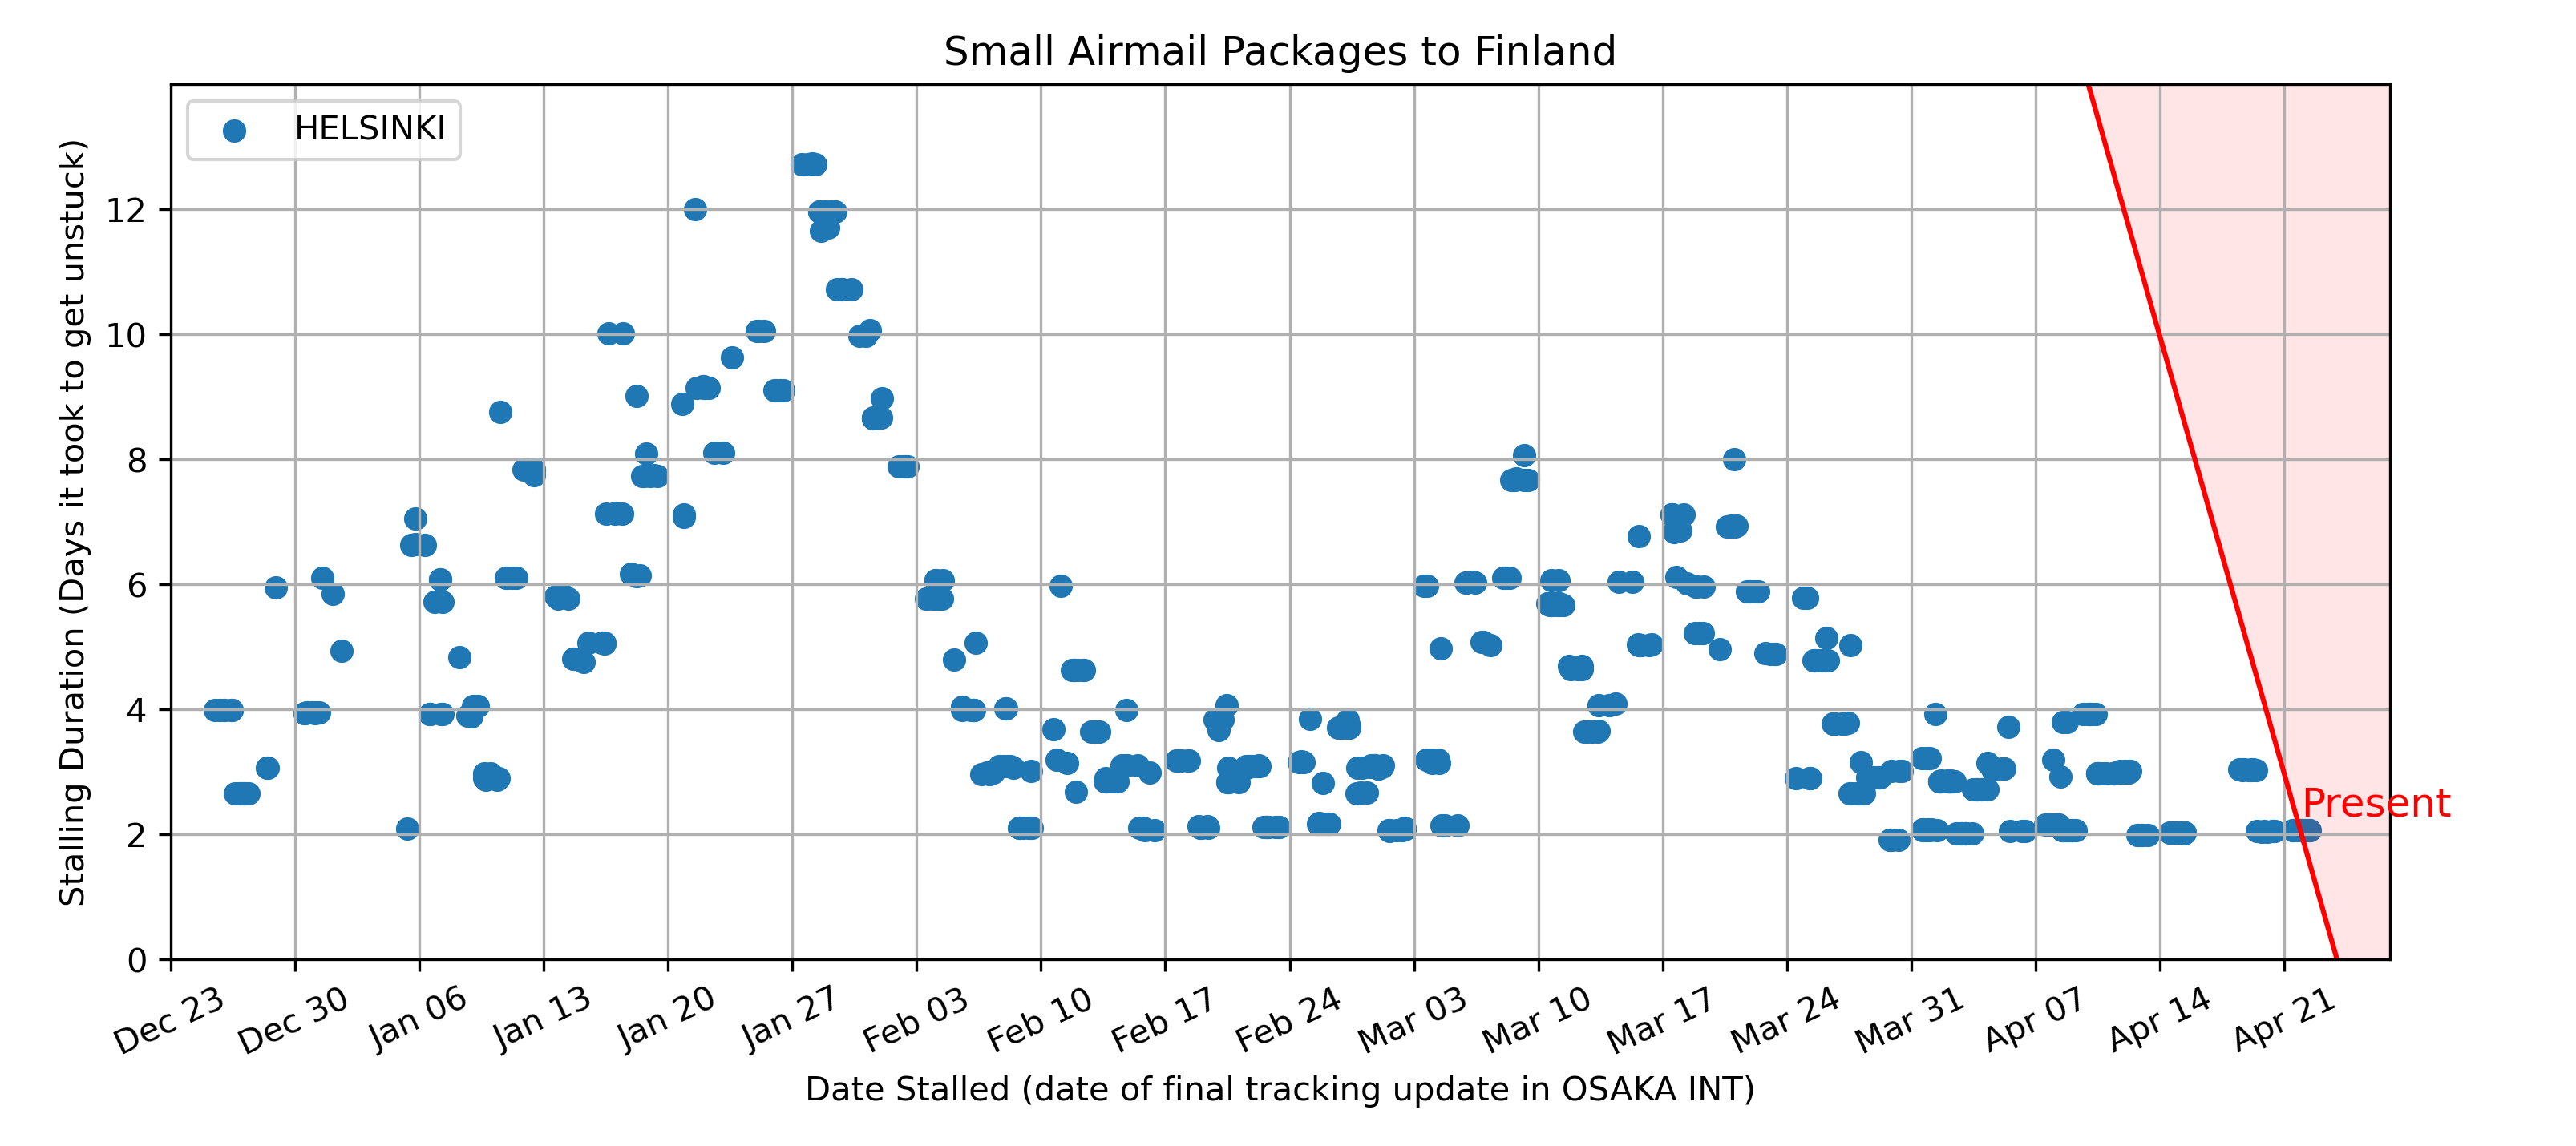 Small Airmail Packages to Finland
HELSINKI
Stalling Duration (Days it took to get unstuck)
12
10
8
6
4
2
0
Present
Dec 23
Dec 30
Jan 06
Jan 13
Jan 20
Jan 27
Feb 03
Feb 10
Feb 17
Feb 24
Mar 03
Mar 10
Mar 17
Mar 24
Mar 31
Apr 07
Apr 14
Apr 21
Date Stalled (date of final tracking update in OSAKA INT)